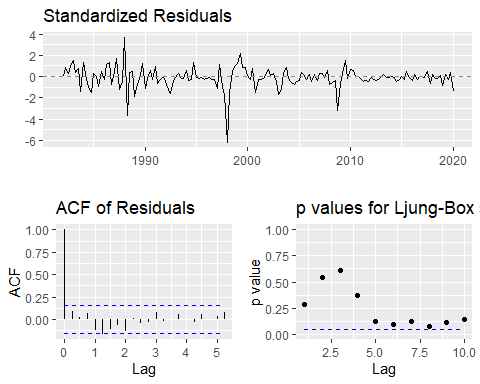 Standardized Residuals
4
2
0
-2
-4
-6
1990
2000
2010
2020
ACF of Residuals
p values for Ljung-Box
ACF
1.00
0.75
0.50
0.25
0.00
0 1 2 3 4 5
Lag
p value
1.00
0.75
0.50
0.25
0.00
2.5 5.0 7.5 10.0
Lag